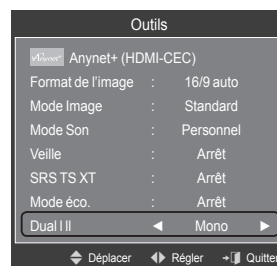 Outils
Anynet+ (HDMI-CEC)
Format de l'image : 16/9 auto
Mode Image : Standard
Mode Son : Personnel
Veille : Arrêt
SRS TS XT : Arrêt
Mode éco. : Arrêt
Dual l ll ◄ Mono ►
Déplacer Régler Quitter